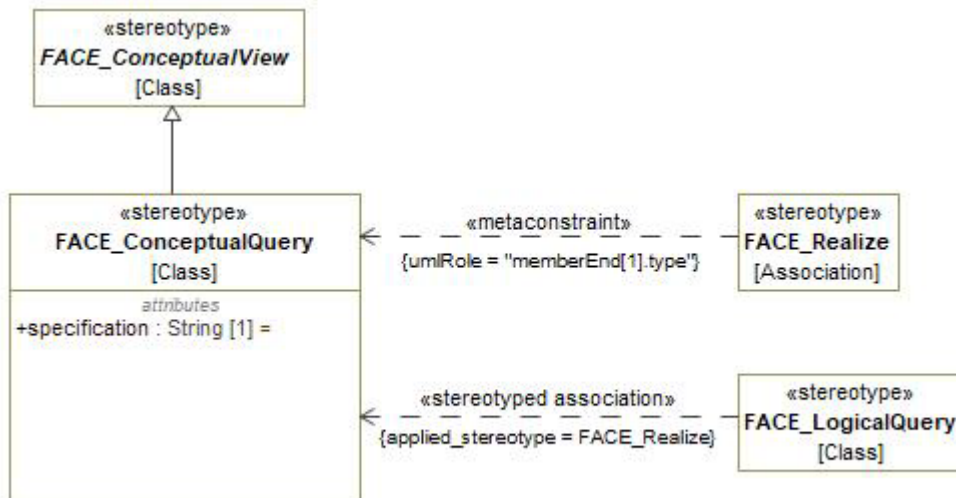 «stereotype»
FACE_ConceptualView
[Class]
«stereotype»
FACE_ConceptualQuery
[Class]
attributes
+specification : String [1] =
«metaconstraint»
{umlRole = "memberEnd[1].type"}
«stereotype»
FACE_Realize
[Association]
«stereotyped association»
{applied_stereotype = FACE_Realize}
«stereotype»
FACE_LogicalQuery
[Class]